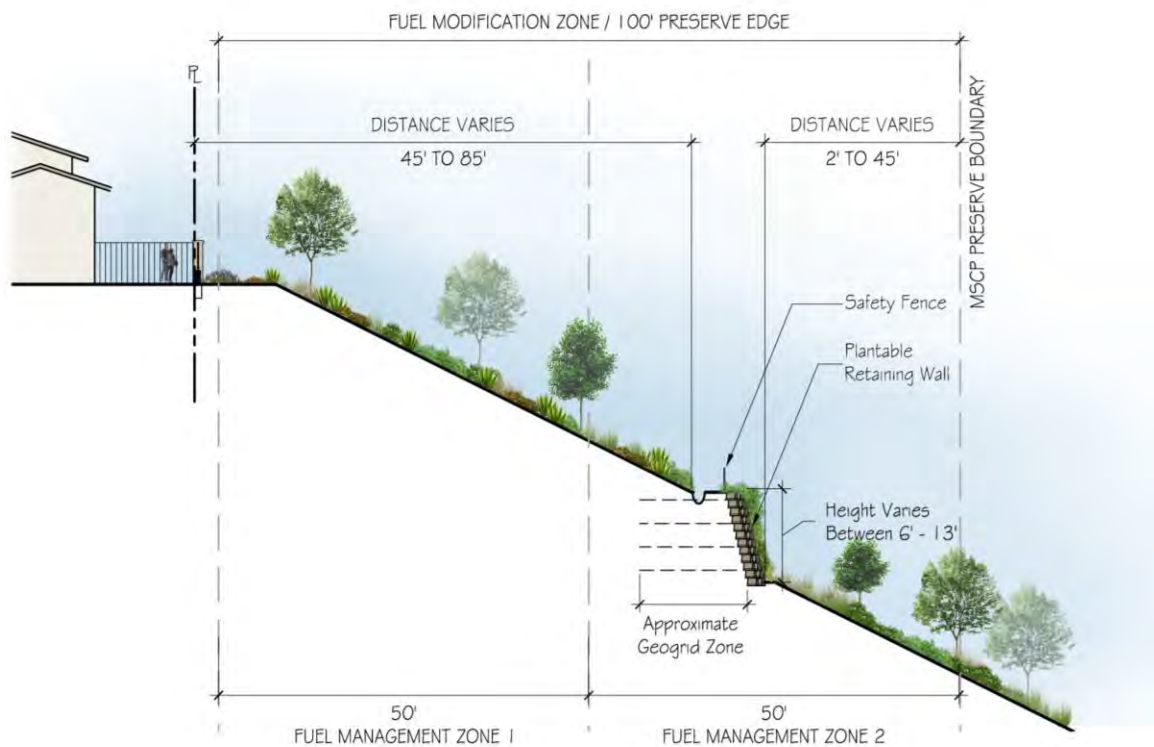 FUEL MODIFICATION ZONE / 100' PRESERVE EDGE
PL
DISTANCE VARIES
45' TO 85'
DISTANCE VARIES
2' TO 45'
MSCP PRESERVE BOUNDARY
Safety Fence
Plantable
Retaining Wall
Height Varies
Between 6' - 13'
Approximate
Geogrid Zone
50'
FUEL MANAGEMENT ZONE 1
50'
FUEL MANAGEMENT ZONE 2